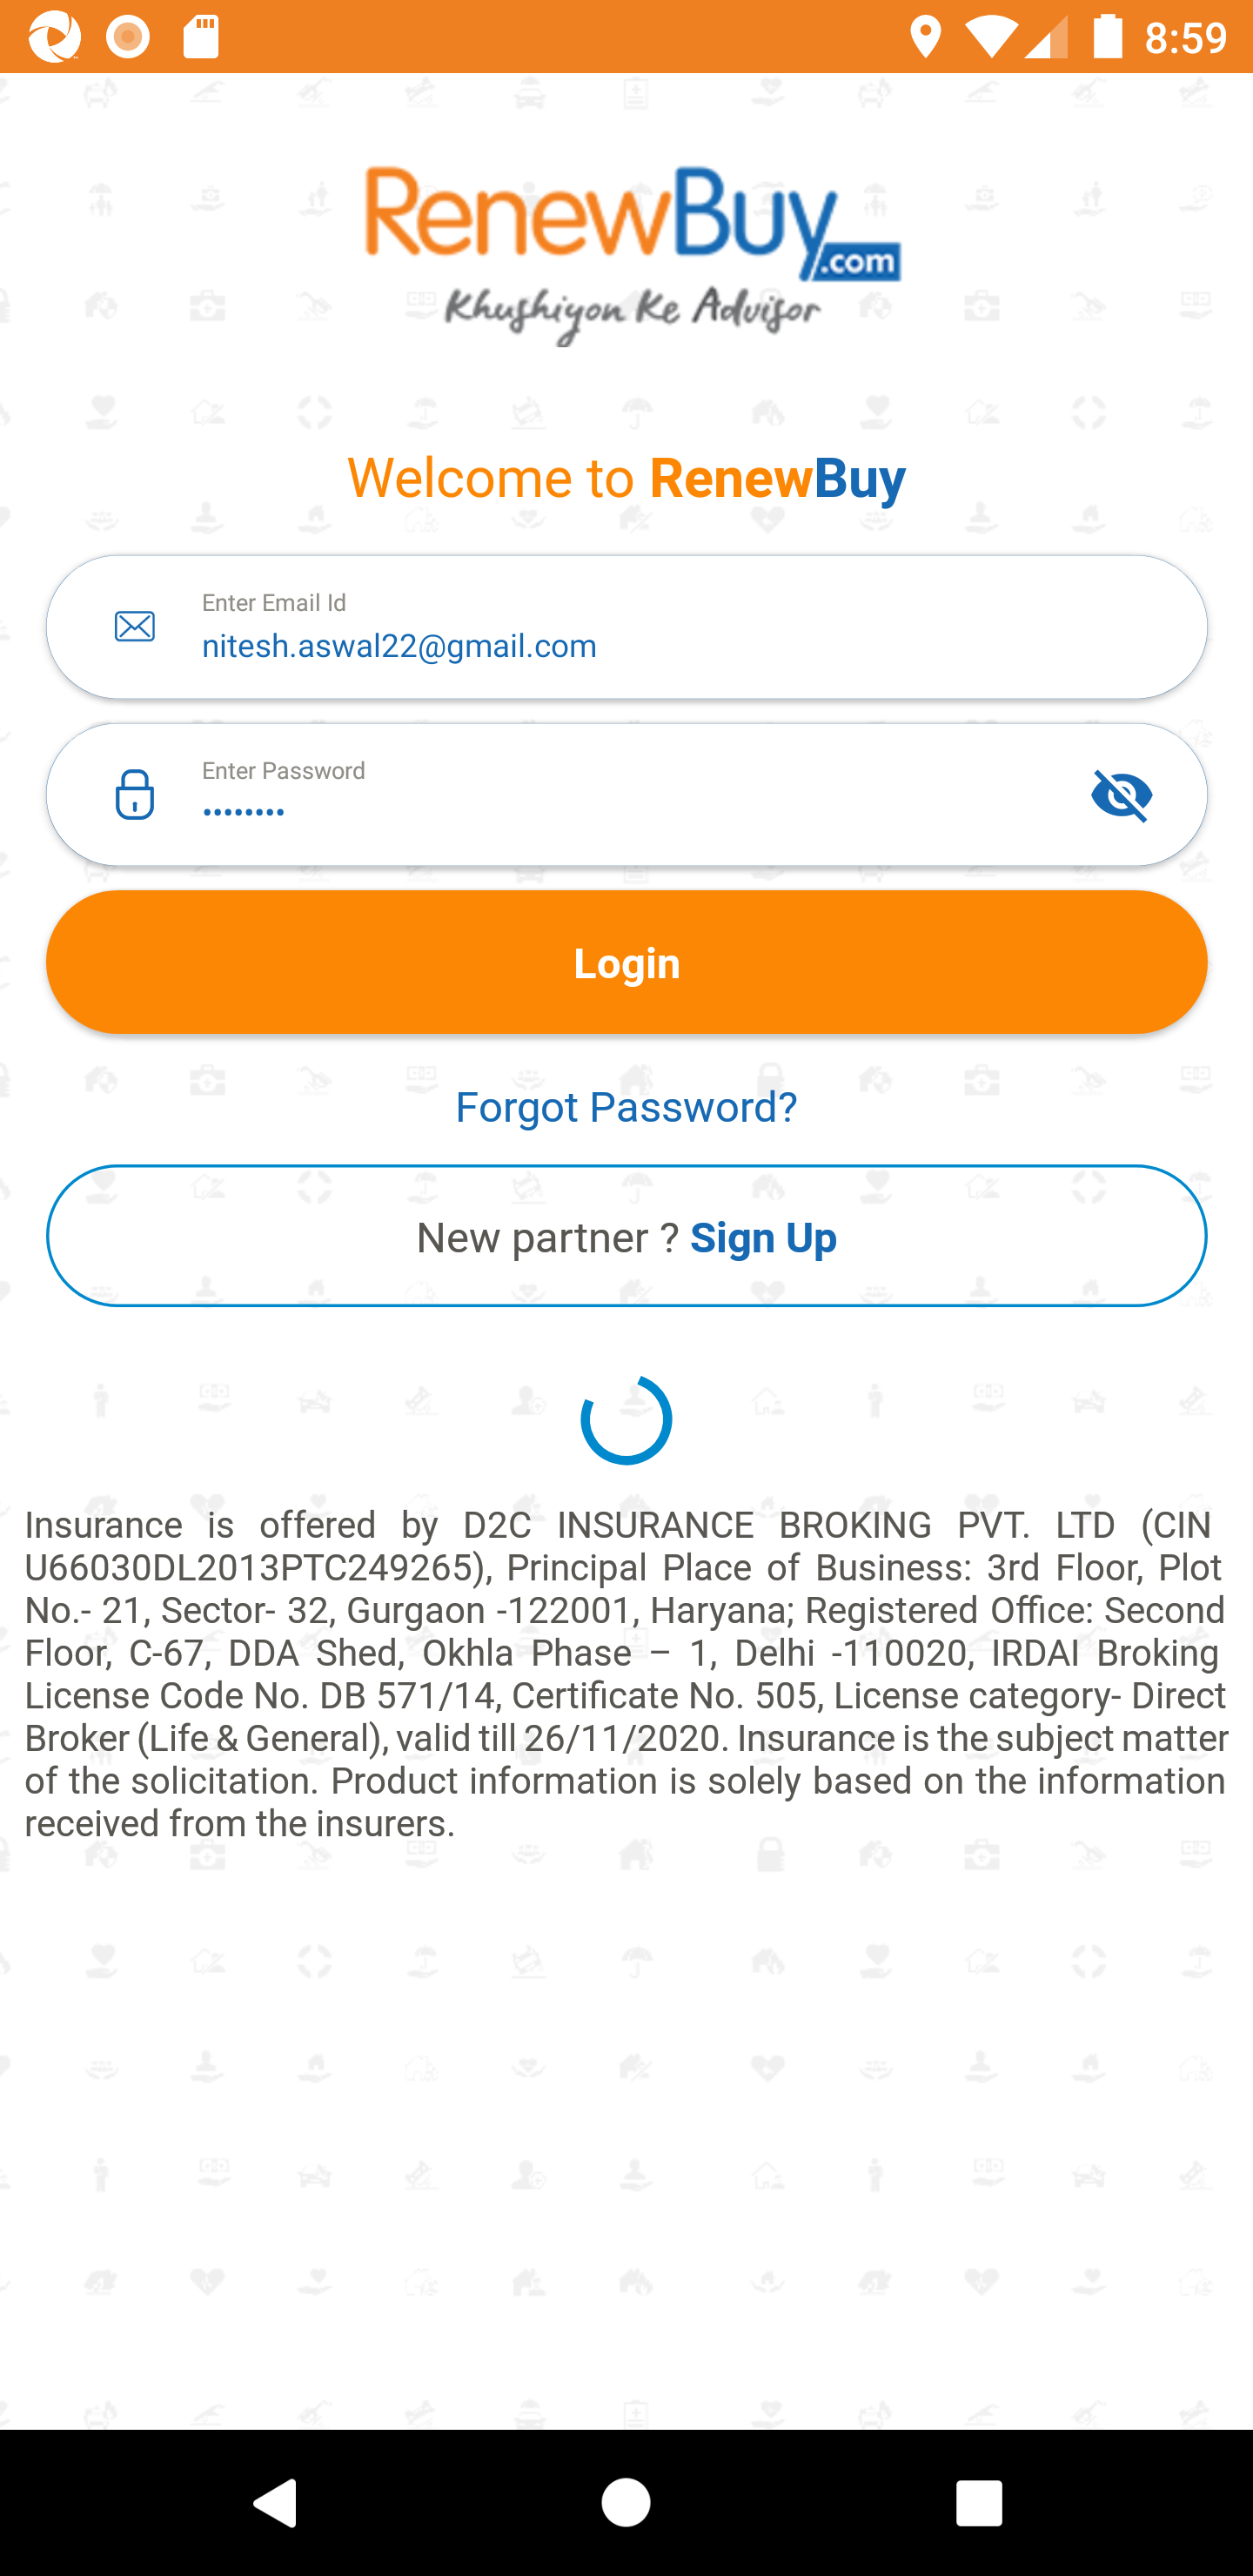 8:59
RenewBuy
.com
Khushiyon Ke Advisor
Welcome to RenewBuy
Enter Email Id
nitesh.aswal22@gmail.com
Enter Password
••••••••
Login
Forgot Password?
New partner ? Sign Up
Insurance is offered by D2C INSURANCE BROKING PVT. LTD (CIN
U66030DL2013PTC249265), Principal Place of Business: 3rd Floor, Plot
No.- 21, Sector- 32, Gurgaon -122001, Haryana; Registered Office: Second
Floor, C-67, DDA Shed, Okhla Phase – 1, Delhi -110020, IRDAI Broking
License Code No. DB 571/14, Certificate No. 505, License category- Direct
Broker (Life & General), valid till 26/11/2020. Insurance is the subject matter
of the solicitation. Product information is solely based on the information
received from the insurers.